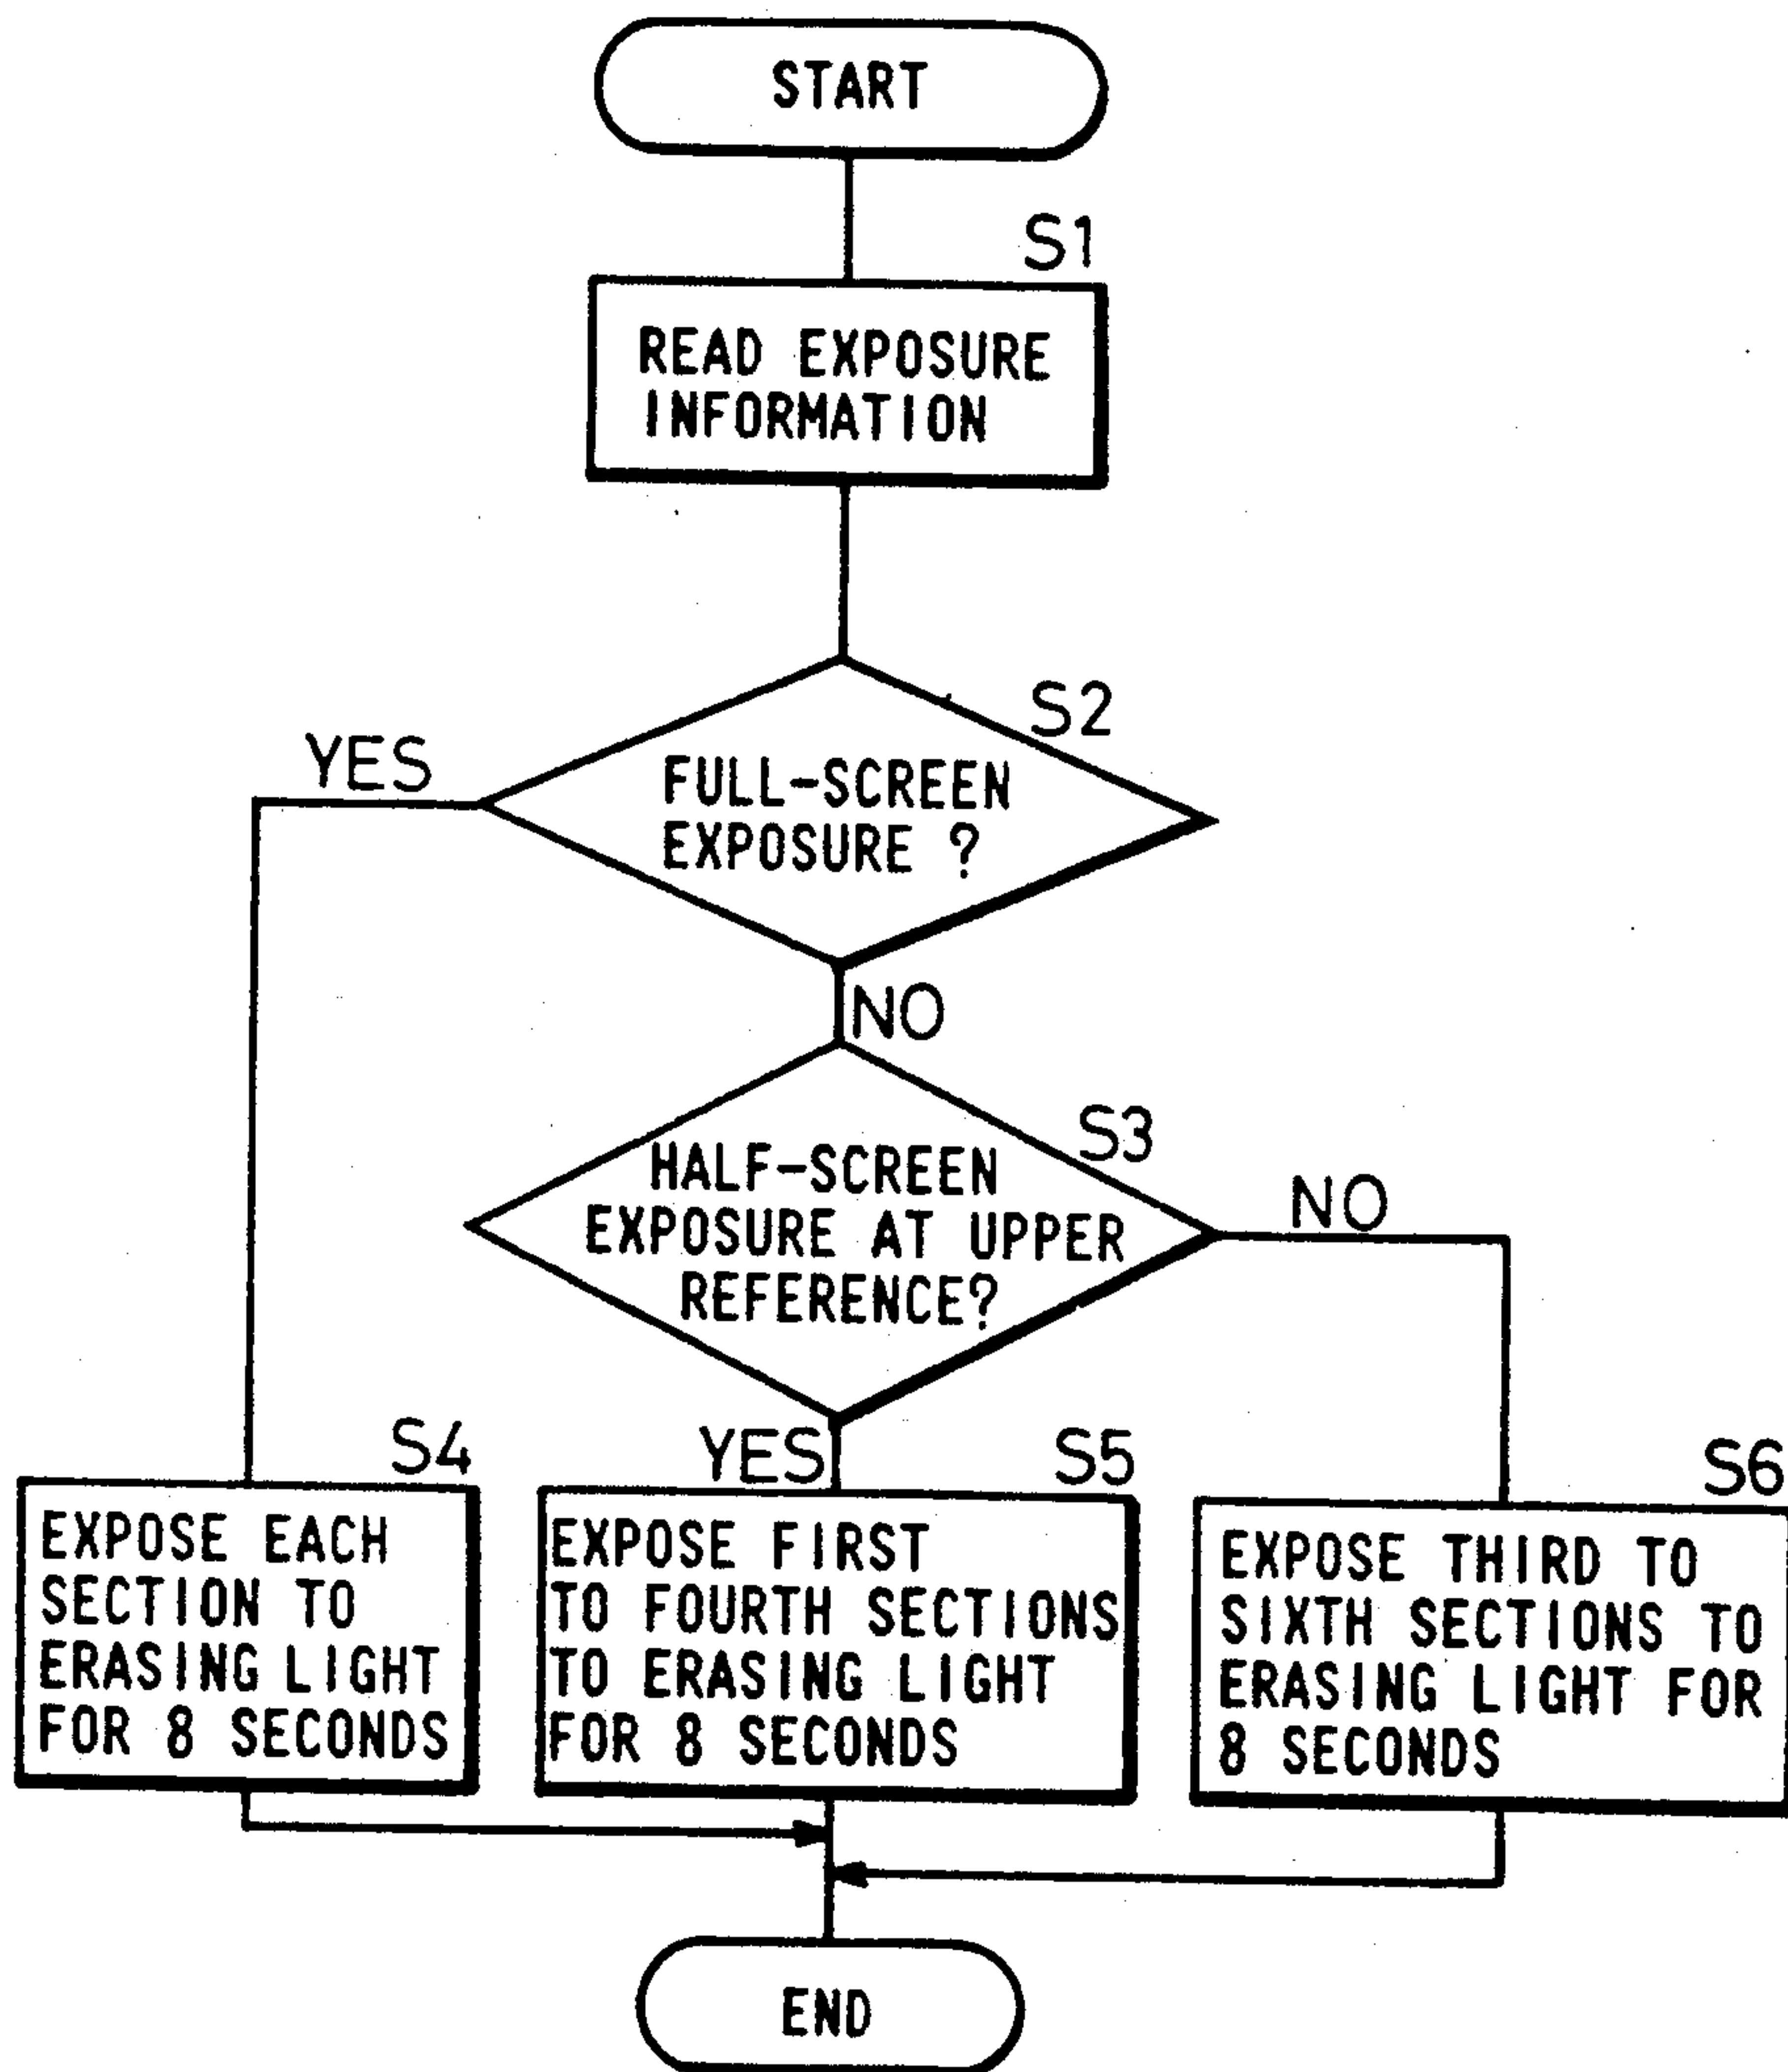 START
S1
READ EXPOSURE
INFORMATION
S2
YES
FULL-SCREEN
EXPOSURE ?
NO
S3
HALF-SCREEN
EXPOSURE AT UPPER
REFERENCE?
NO
YES
S4
EXPOSE EACH
SECTION TO
ERASING LIGHT
FOR 8 SECONDS
S5
EXPOSE FIRST
TO FOURTH SECTIONS
TO ERASING LIGHT
FOR 8 SECONDS
S6
EXPOSE THIRD TO
SIXTH SECTIONS TO
ERASING LIGHT FOR
8 SECONDS
END